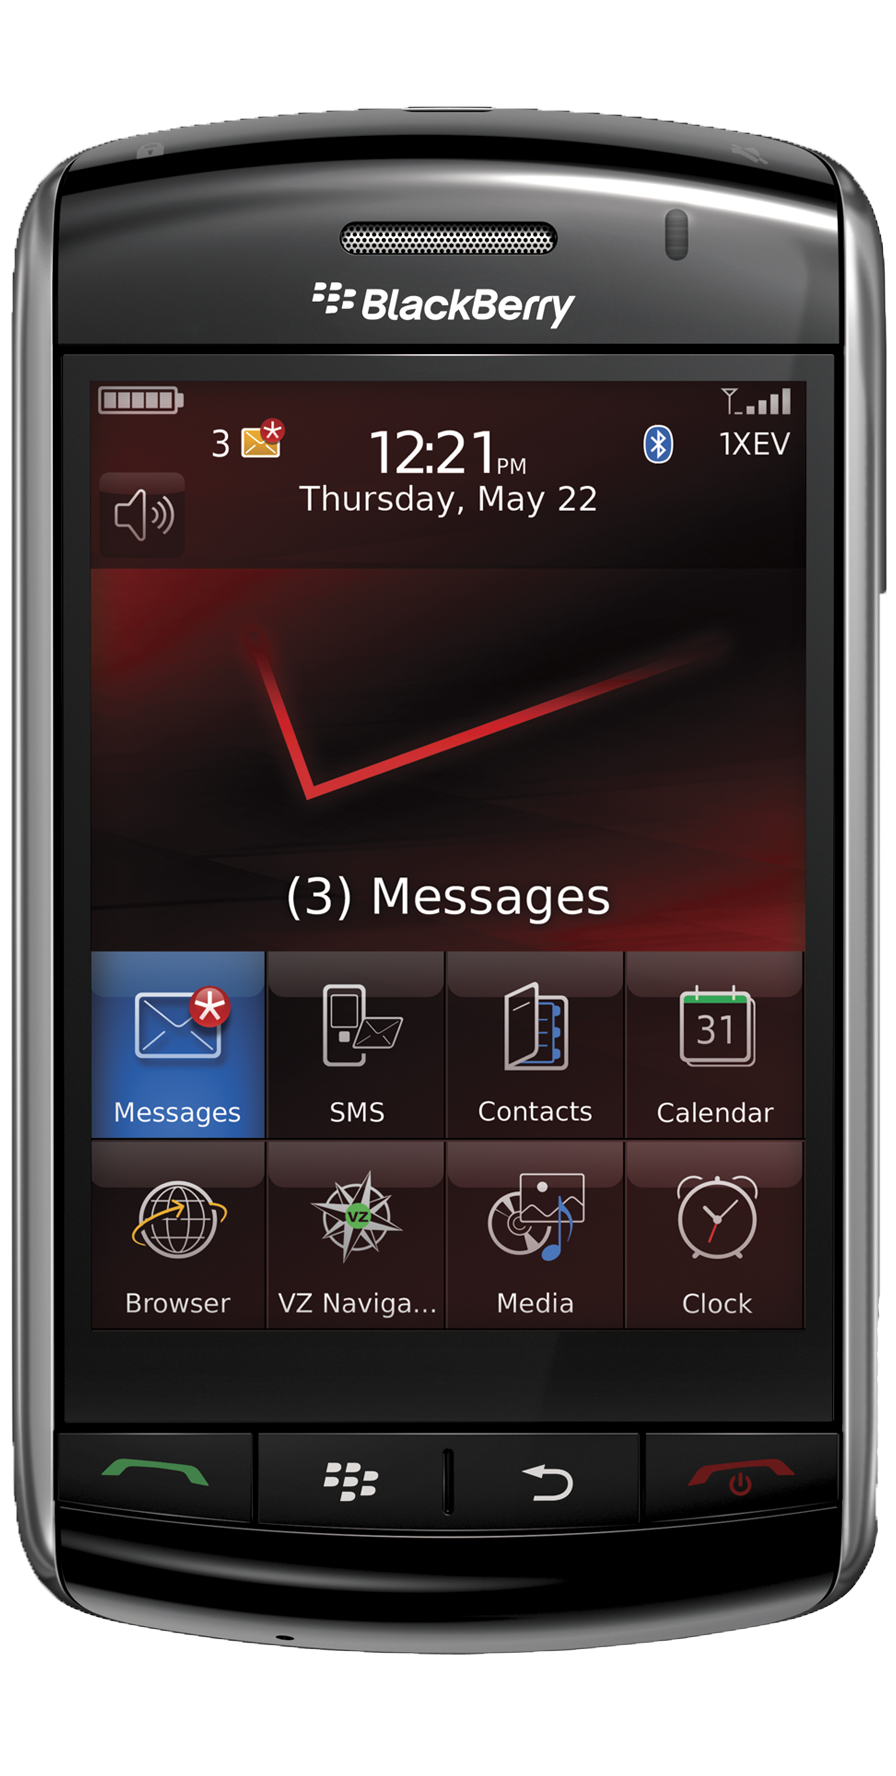 BlackBerry
3
12:21PM
1XEV
Thursday, May 22
(3) Messages
31
Messages
SMS
Contacts
Calendar
VZ
Browser
VZ Naviga...
Media
Clock